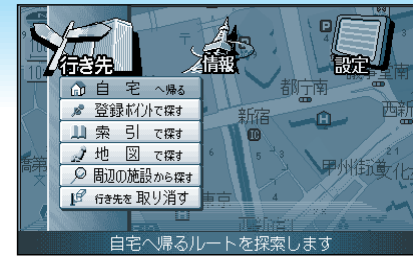 行き先
情報
設定
自宅へ帰る
登録ポイントで探す
索引で探す
地図で探す
周辺の施設から探す
行き先を取り消す
都庁南
新宿
西新
甲州街道
文化
自宅へ帰るルートを探索します